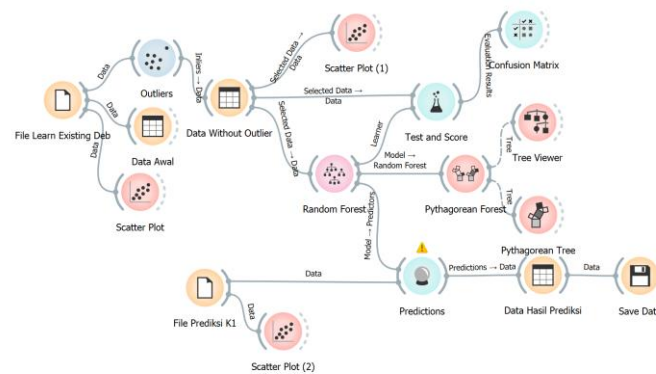 Outliers
Data
Inliers → Data
Selected Data → Data
Scatter Plot (1)
Evaluation Results
Confusion Matrix
File Learn Existing Deb
Data
Data Awal
Data Without Outlier
Selected Data →
Data
Test and Score
Data
Scatter Plot
Selected Data → Data
Learner
Random Forest
Model →
Random Forest
Pythagorean Forest
Tree
Tree Viewer
Tree
Pythagorean Tree
Model → Predictors
File Prediksi K1
Data
Predictions
Predictions → Data
Data Hasil Prediksi
Data
Save Dat
Data
Scatter Plot (2)